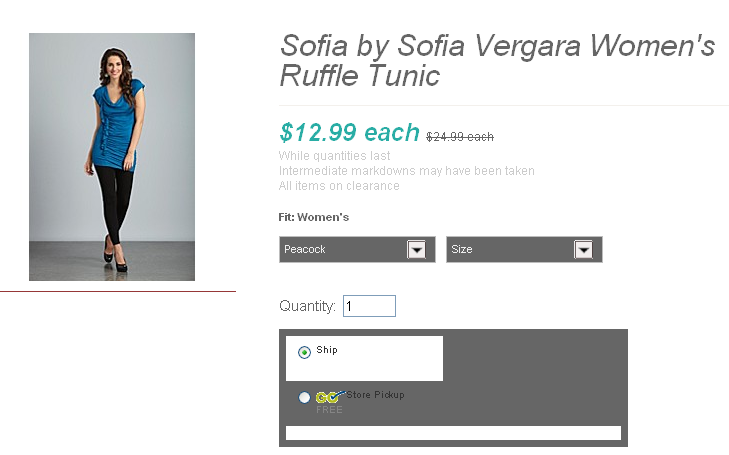 Sofia by Sofia Vergara Women's
Ruffle Tunic
$12.99 each $24.99 each
While quantities last
Intermediate markdowns may have been taken
All items on clearance
Fit: Women's
Peacock Size
Quantity: 1
Ship
GO Store Pickup
FREE